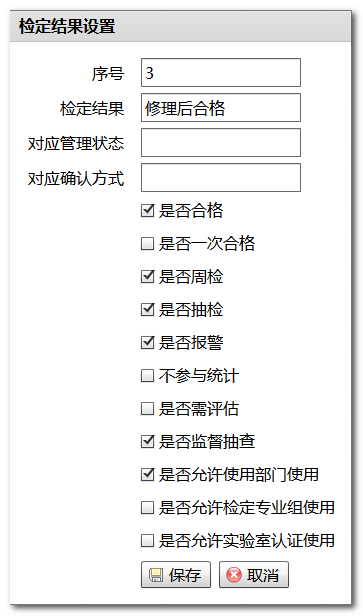 检定结果设置
序号 3
检定结果 修理后合格
对应管理状态
对应确认方式
是否合格
是否一次合格
是否周检
是否抽检
是否报警
不参与统计
是否需评估
是否监督抽查
是否允许使用部门使用
是否允许检定专业组使用
是否允许实验室认证使用
保存 取消